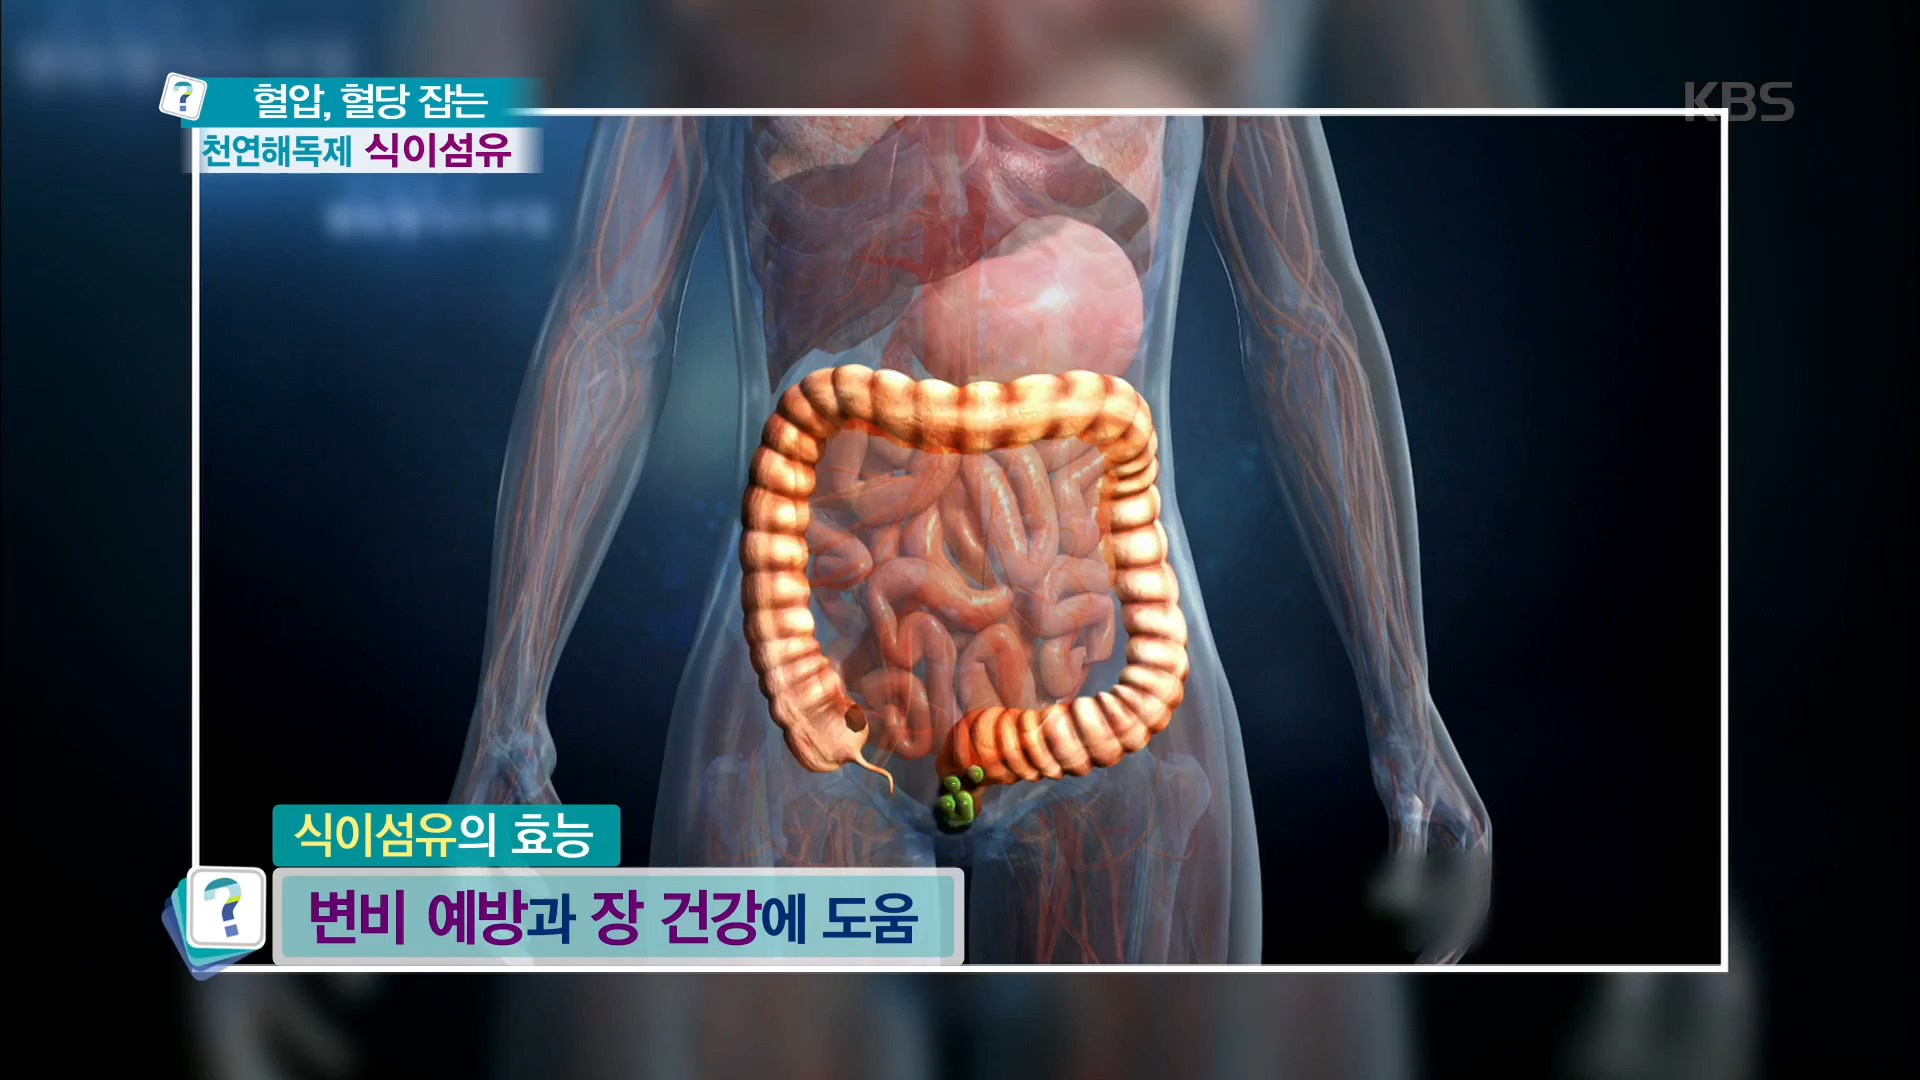 혈압, 혈당 잡는
천연해독제 식이섬유
KBS
식이섬유의 효능
변비 예방과 장 건강에 도움